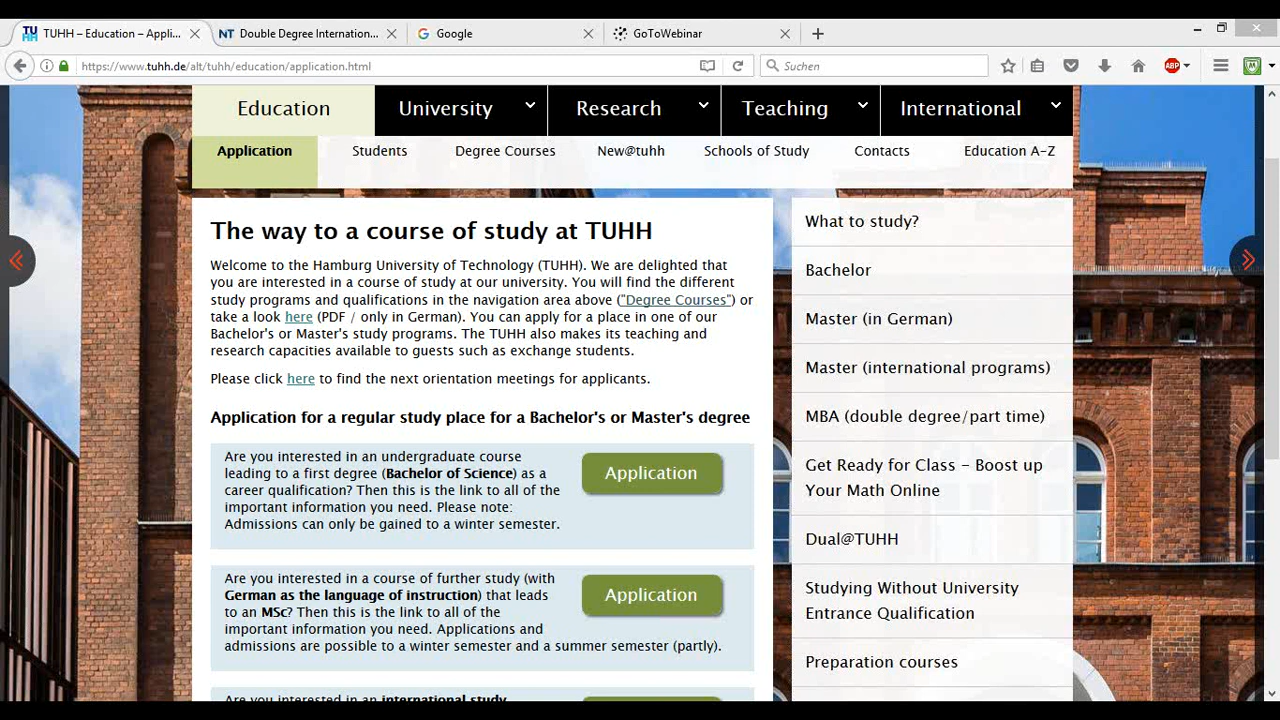 TUHH – Education – Appli...
Double Degree Internation...
Google
GoToWebinar
https://www.tuhh.de/alt/tuhh/education/application.html
Suchen
ABP
Education
University
Research
Teaching
International
Application
Students
Degree Courses
New@tuhh
Schools of Study
Contacts
Education A-Z
The way to a course of study at TUHH
Welcome to the Hamburg University of Technology (TUHH). We are delighted that
you are interested in a course of study at our university. You will find the different
study programs and qualifications in the navigation area above ("Degree Courses") or
take a look here (PDF / only in German). You can apply for a place in one of our
Bachelor's or Master's study programs. The TUHH also makes its teaching and
research capacities available to guests such as exchange students.
Please click here to find the next orientation meetings for applicants.
Application for a regular study place for a Bachelor's or Master's degree
Are you interested in an undergraduate course
leading to a first degree (Bachelor of Science) as a
career qualification? Then this is the link to all of the
important information you need. Please note:
Admissions can only be gained to a winter semester.
Application
Are you interested in a course of further study (with
German as the language of instruction) that leads
to an MSc? Then this is the link to all of the
important information you need. Applications and
admissions are possible to a winter semester and a summer semester (partly).
Application
Are you interested in an international study
What to study?
Bachelor
Master (in German)
Master (international programs)
MBA (double degree/part time)
Get Ready for Class – Boost up
Your Math Online
Dual@TUHH
Studying Without University
Entrance Qualification
Preparation courses